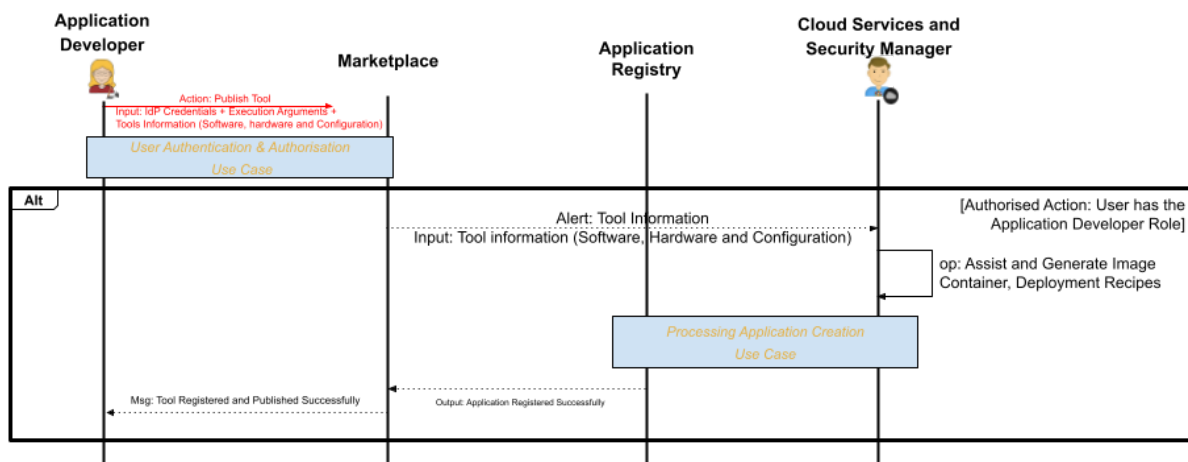 Application
Developer
Marketplace
Application
Registry
Cloud Services and
Security Manager
Action: Publish Tool
Input: IdP Credentials + Execution Arguments +
Tools Information (Software, hardware and Configuration)
User Authentication & Authorisation
Use Case
Alt
[Authorised Action: User has the
Application Developer Role]
Alert: Tool Information
Input: Tool information (Software, Hardware and Configuration)
op: Assist and Generate Image
Container, Deployment Recipes
Processing Application Creation
Use Case
Output: Application Registered Successfully
Msg: Tool Registered and Published Successfully